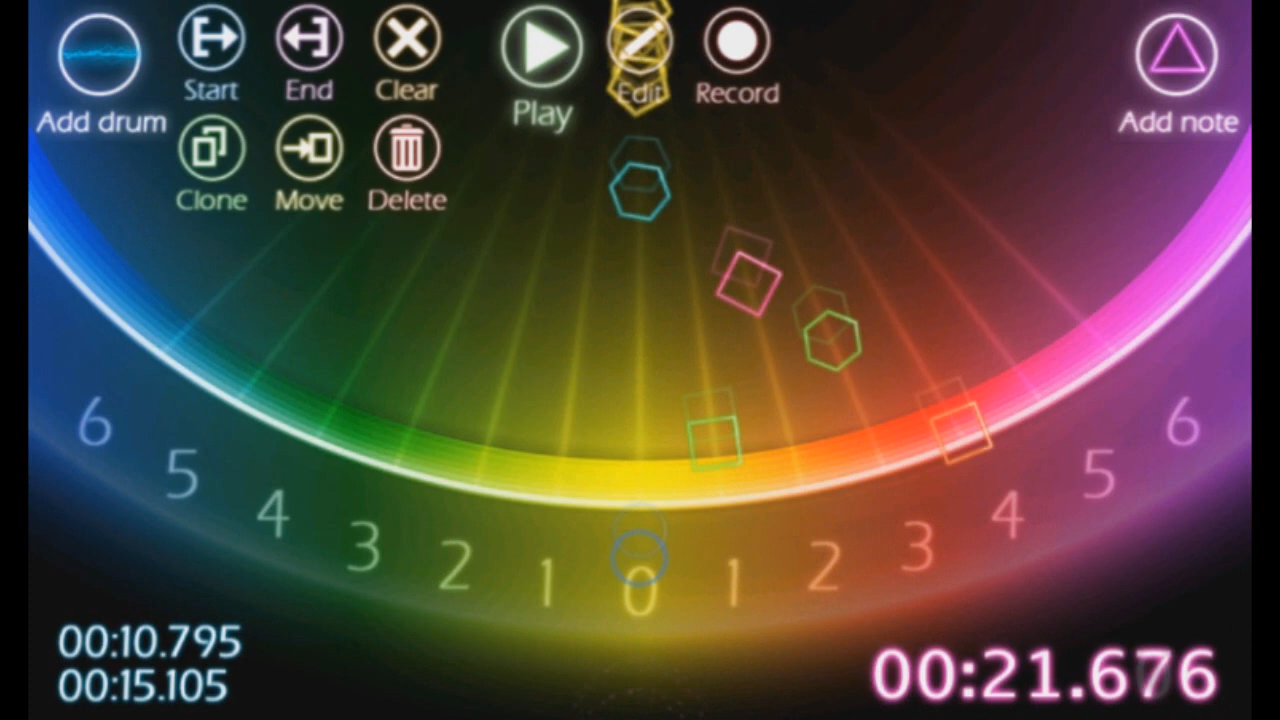 Start End Clear Play Edit Record
Add drum Add note
Clone Move Delete
6 5 4 3 2 1 0 1 2 3 4 5 6
00:10.795
00:15.105
00:21.676